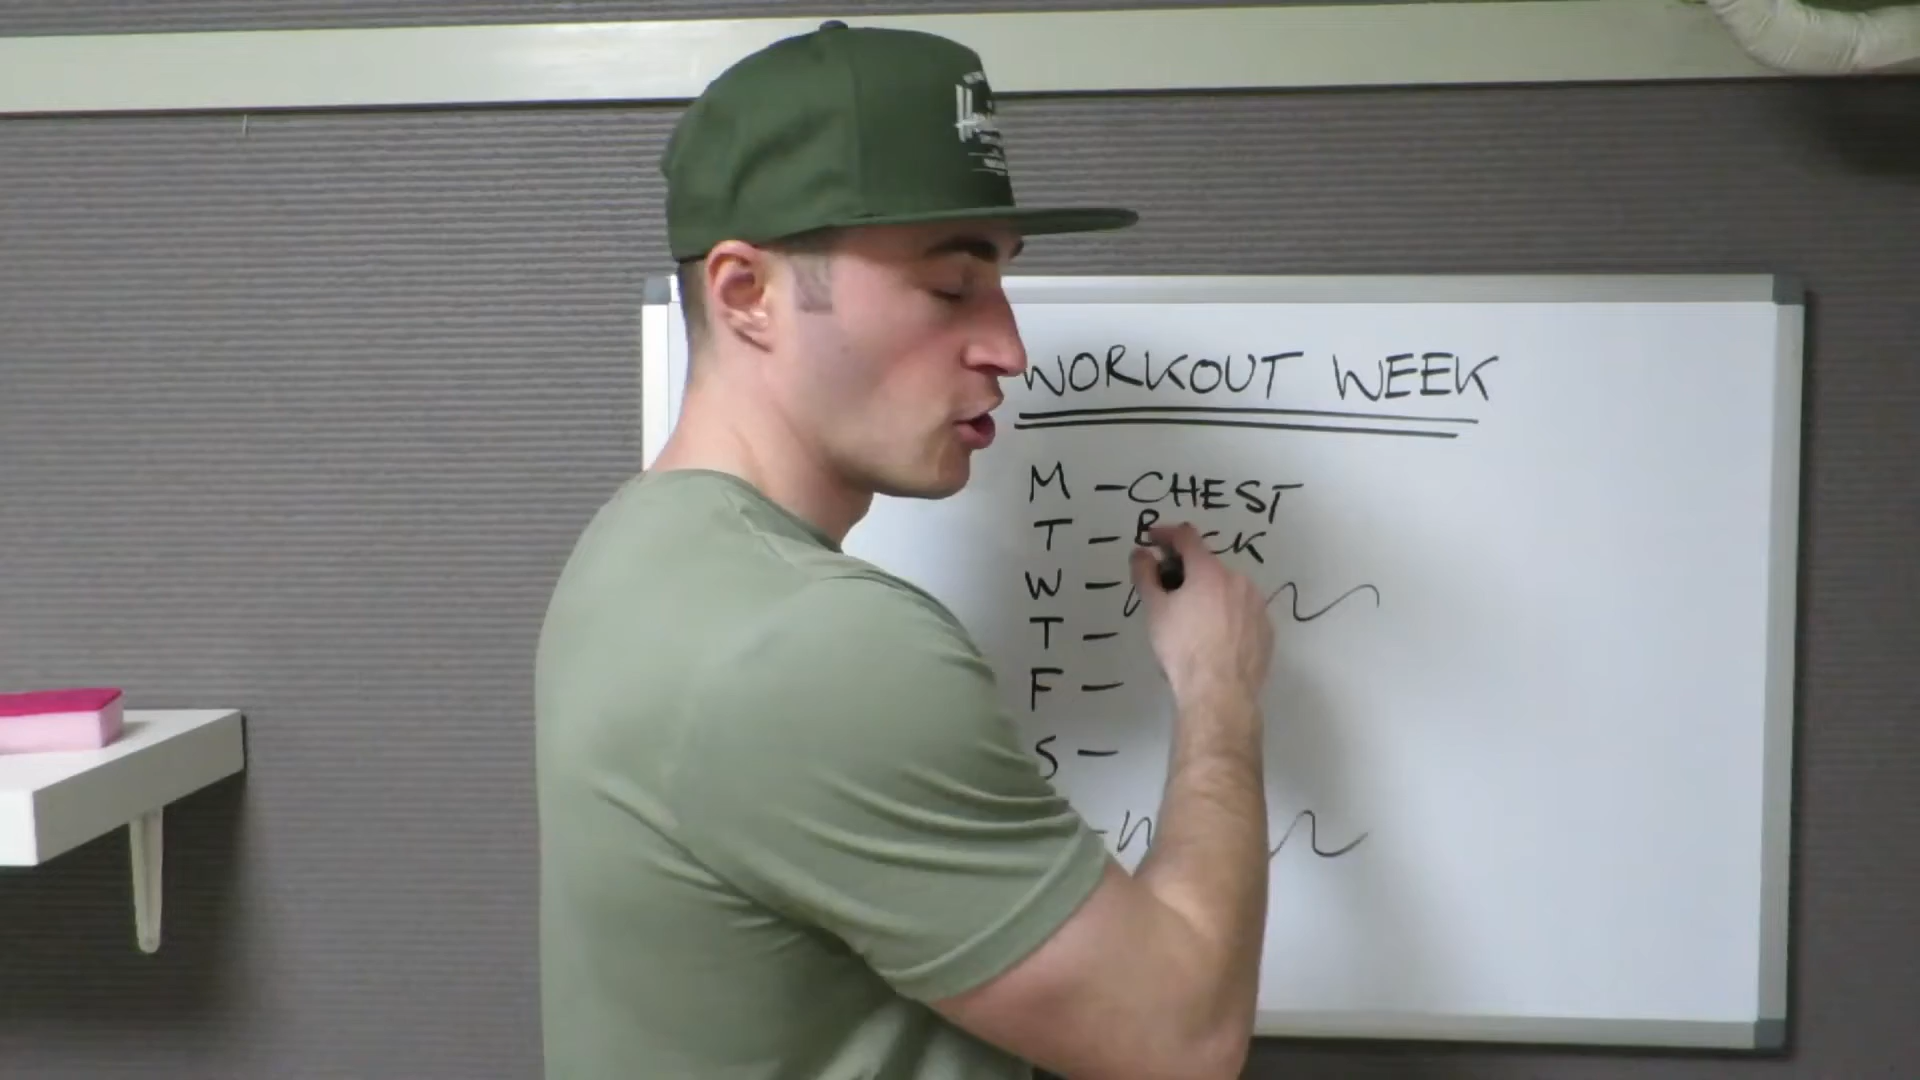 WORKOUT WEEK
M - CHEST
T - BACK
W -
T -
F -
S -